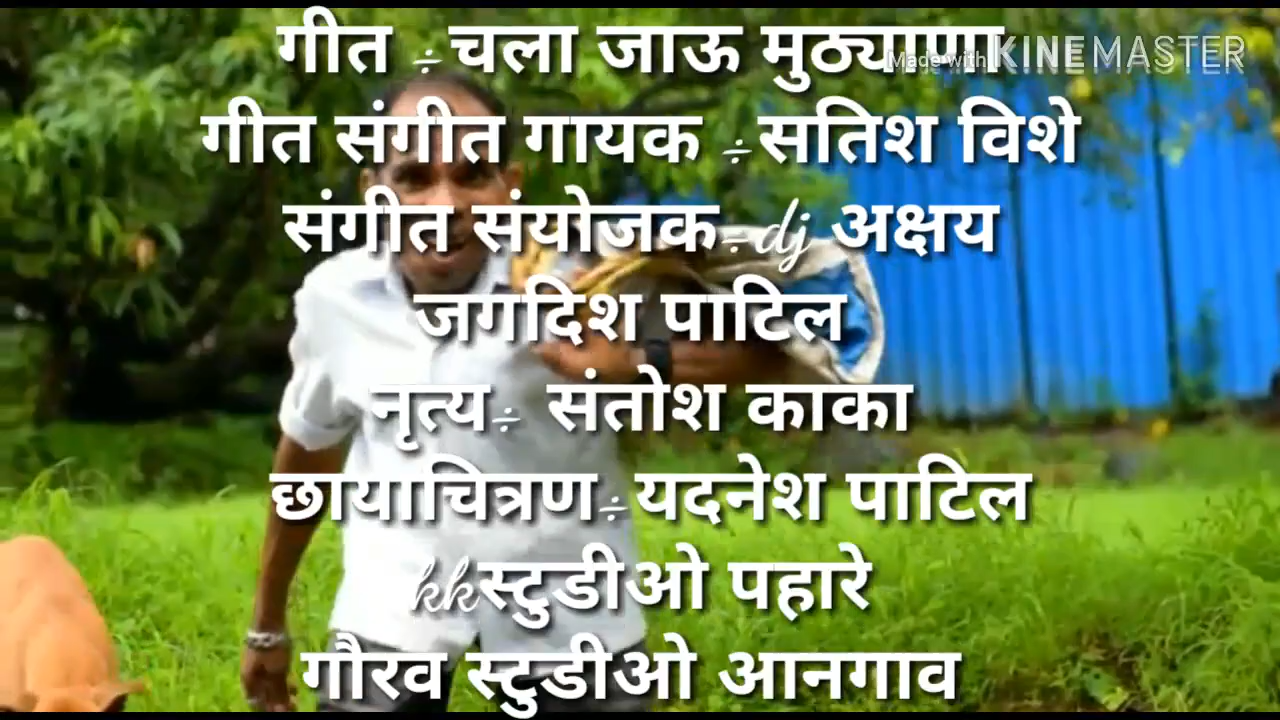 गीत ÷ चला जाऊ मुठ्याणा
Made with KINEMASTER
गीत संगीत गायक ÷सतिश विशे
संगीत संयोजक÷dj अक्षय
जगदिश पाटिल
नृत्य÷ संतोश काका
छायाचित्रण÷यदनेश पाटिल
kkस्टुडीओ पहारे
गौरव स्टुडीओ आनगाव